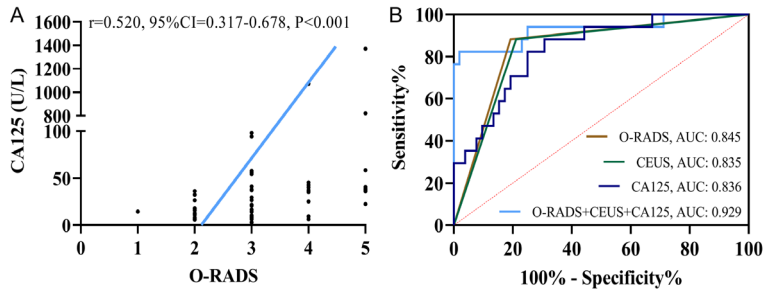 A
r=0.520, 95%CI=0.317-0.678, P<0.001
CA125 (U/L)
1600
1400
1200
1000
800
100
50
0
0
1
2
3
4
5
O-RADS
B
Sensitivity%
100
80
60
40
20
0
0
20
40
60
80
100
100% - Specificity%
O-RADS, AUC: 0.845
CEUS, AUC: 0.835
CA125, AUC: 0.836
O-RADS+CEUS+CA125, AUC: 0.929